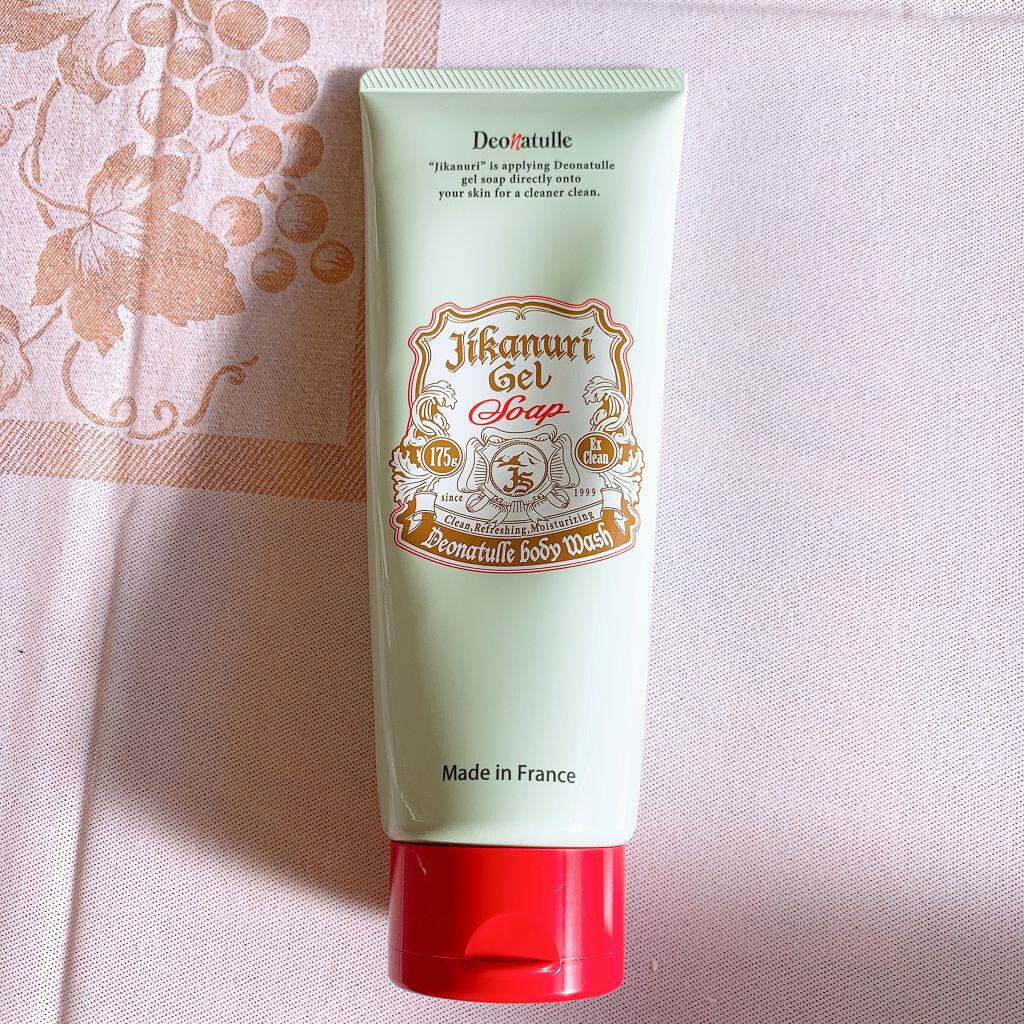 Deonatulle
“Jikanuri” is applying Deonatulle
gel soap directly onto
your skin for a cleaner clean.
Jikanuri
Gel
Soap
175g
Ex
Clean
JS
since 1999
Clean,Refreshing,Moisturizing
Deonatulle body Wash
Made in France